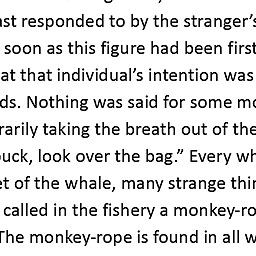 ast responded to by the stranger's
soon as this figure had been first
at that individual's intention was
ds. Nothing was said for some mo
rarily taking the breath out of the
buck, look over the bag.” Every wh
et of the whale, many strange thin
called in the fishery a monkey-ro
The monkey-rope is found in all w